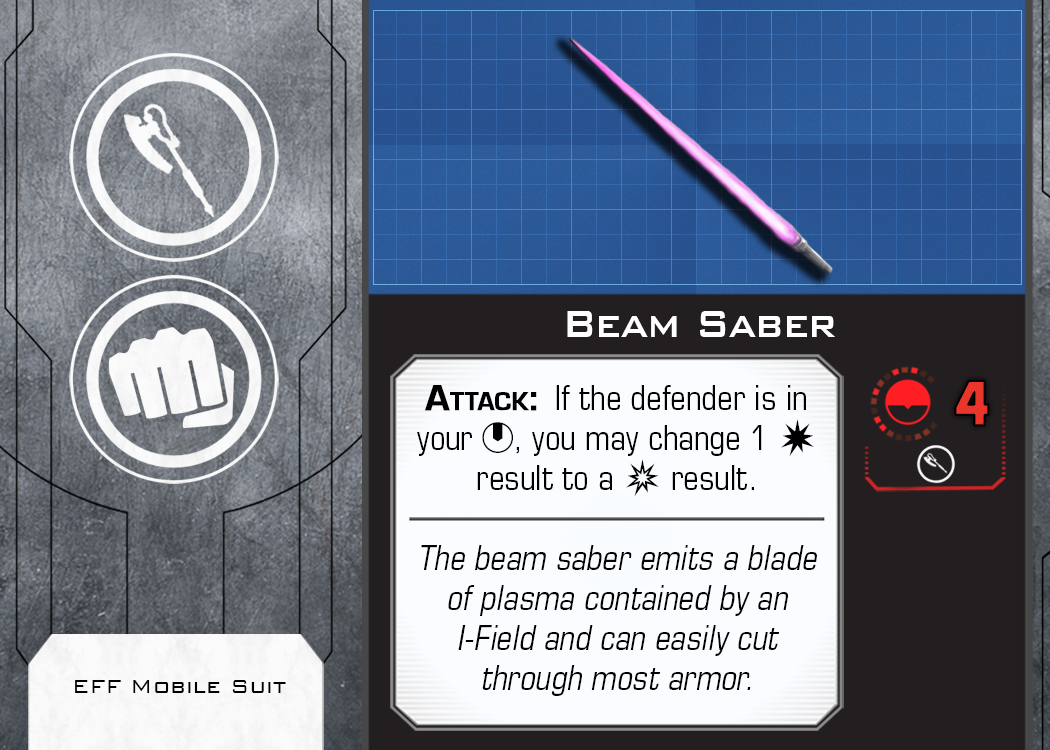 Beam Saber
Attack: If the defender is in
your , you may change 1
result to a result.
4
The beam saber emits a blade
of plasma contained by an
I-Field and can easily cut
through most armor.
EFF Mobile Suit